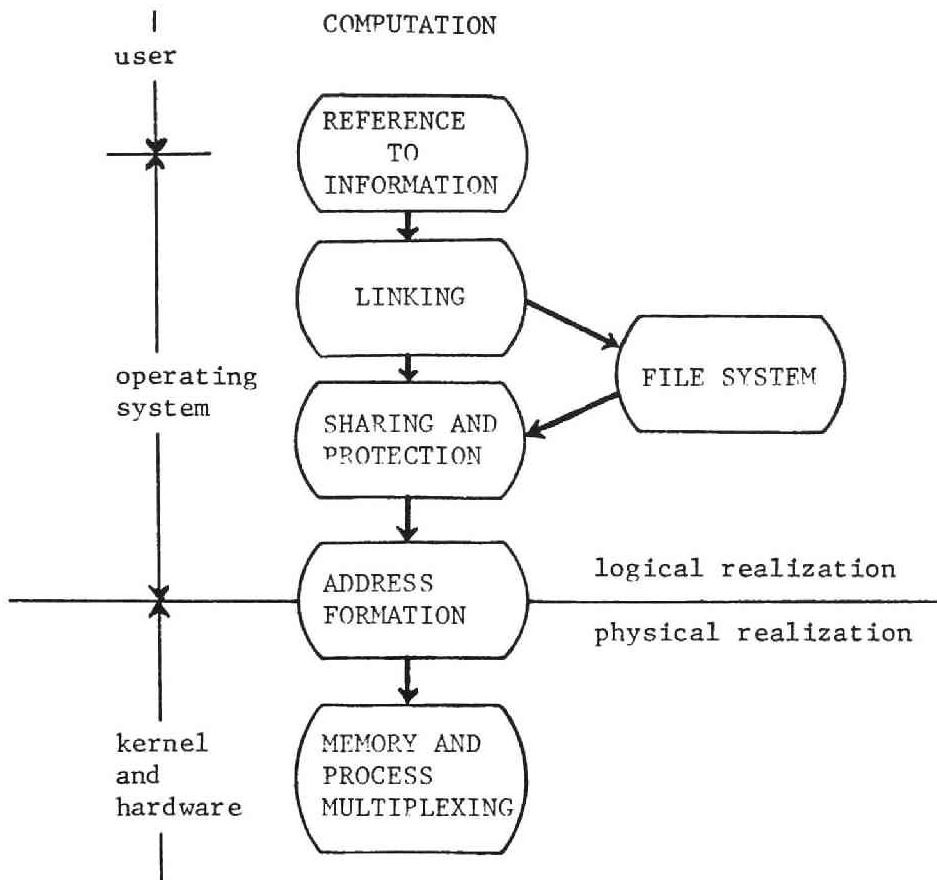 COMPUTATION
user
REFERENCE
TO
INFORMATION
LINKING
FILE SYSTEM
operating
system
SHARING AND
PROTECTION
ADDRESS
FORMATION
logical realization
physical realization
kernel
and
hardware
MEMORY AND
PROCESS
MULTIPLEXING